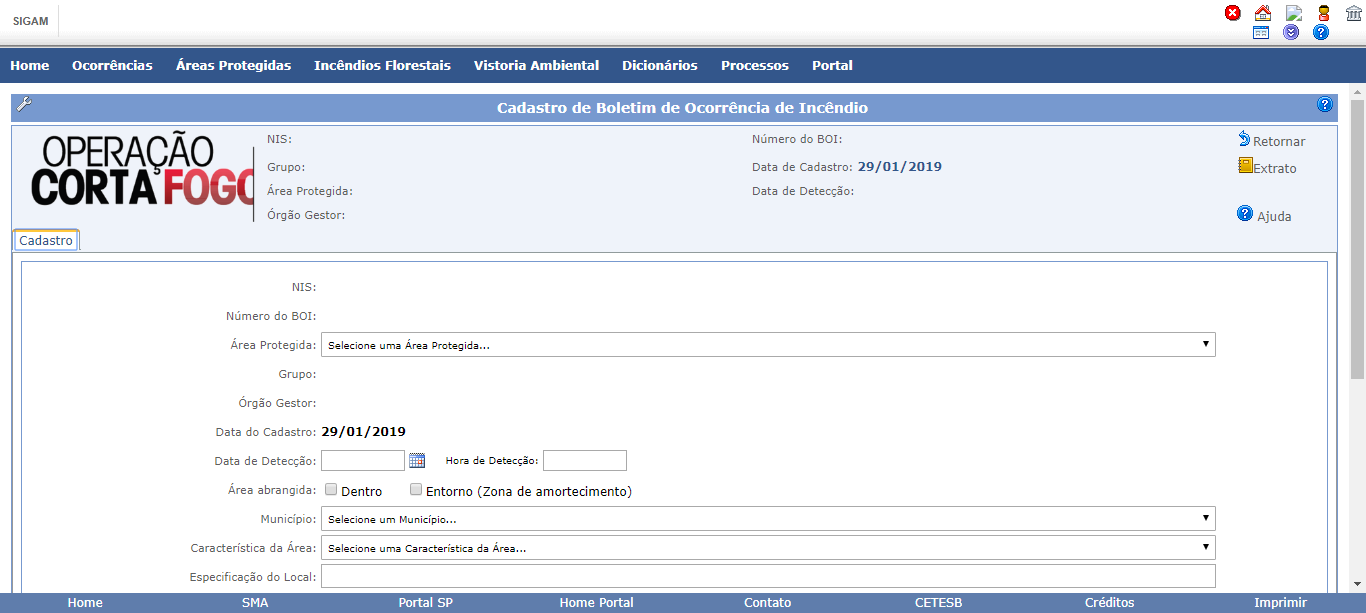 SIGAM
Home Ocorrências Áreas Protegidas Incêndios Florestais Vistoria Ambiental Dicionários Processos Portal
Cadastro de Boletim de Ocorrência de Incêndio
OPERAÇÃO
CORTA FOGO
NIS: Número do BOI:
Grupo: Data de Cadastro: 29/01/2019
Área Protegida: Data de Detecção:
Órgão Gestor:
Retornar
Extrato
Ajuda
Cadastro
NIS:
Número do BOI:
Área Protegida: Selecione uma Área Protegida...
Grupo:
Órgão Gestor:
Data do Cadastro: 29/01/2019
Data de Detecção: Hora de Detecção:
Área abrangida: Dentro Entorno (Zona de amortecimento)
Município: Selecione um Município...
Característica da Área: Selecione uma Característica da Área...
Especificação do Local:
Home SMA Portal SP Home Portal Contato CETESB Créditos Imprimir